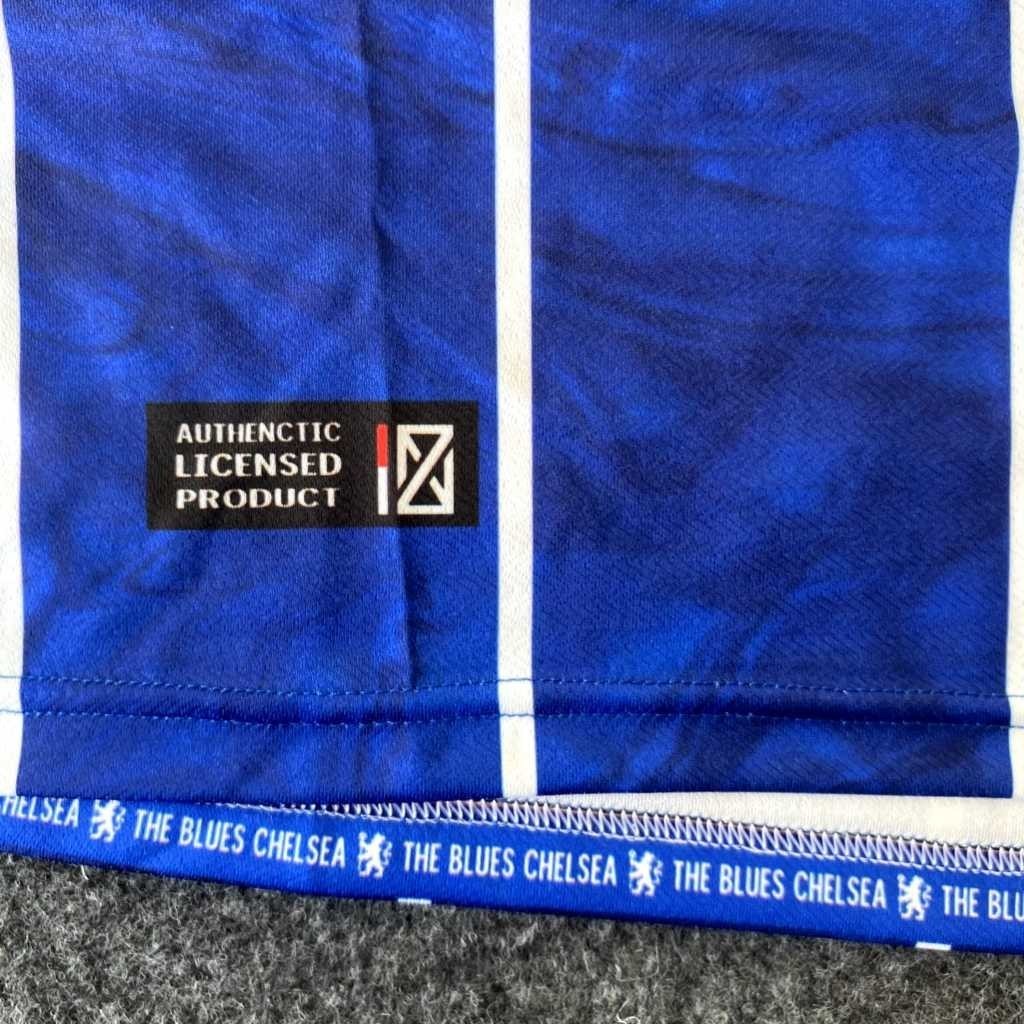 AUTHENCTIC
LICENSED
PRODUCT
HELSEA THE BLUES CHELSEA THE BLUES CHELSEA THE BLUES CHELSEA THE BLU